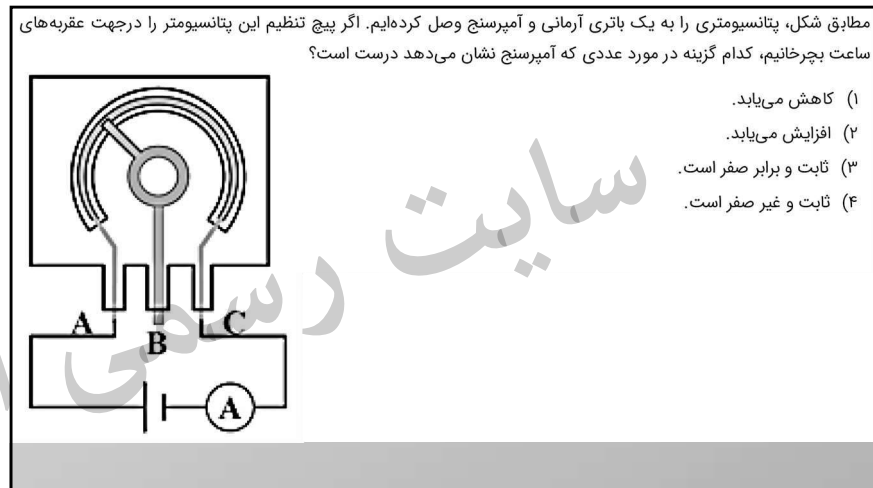 مطابق شکل، پتانسیومتری را به یک باتری آرمانی و آمپرسنج وصل کرده‌ایم. اگر پیچ تنظیم این پتانسیومتر را درجهت عقربه‌های
ساعت بچرخانیم، کدام گزینه در مورد عددی که آمپرسنج نشان می‌دهد درست است؟
۱) کاهش می‌یابد.
۲) افزایش می‌یابد.
۳) ثابت و برابر صفر است.
۴) ثابت و غیر صفر است.
A
B
C
A
سایت رسمی